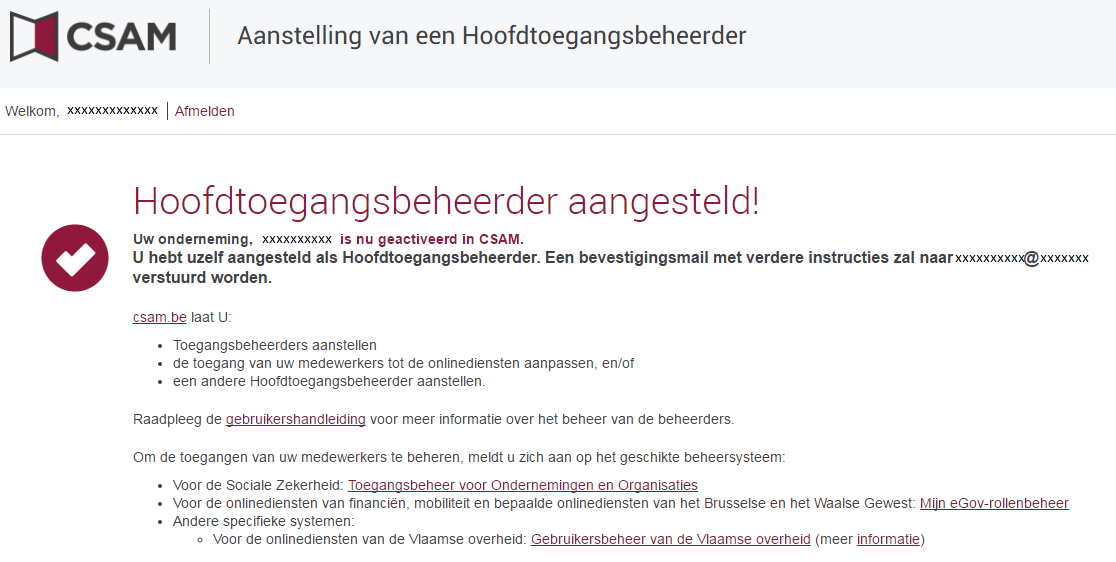 CSAM Aanstelling van een Hoofdtoegangsbeheerder
Welkom, xxxxxxxxxxxxx | Afmelden
Hoofdtoegangsbeheerder aangesteld!
Uw onderneming, xxxxxxxxxx is nu geactiveerd in CSAM.
U hebt uzelf aangesteld als Hoofdtoegangsbeheerder. Een bevestigingsmail met verdere instructies zal naar xxxxxxxxxx@xxxxxxx
verstuurd worden.
csam.be laat U:
• Toegangsbeheerders aanstellen
• de toegang van uw medewerkers tot de onlinediensten aanpassen, en/of
• een andere Hoofdtoegangsbeheerder aanstellen.
Raadpleeg de gebruikershandleiding voor meer informatie over het beheer van de beheerders.
Om de toegangen van uw medewerkers te beheren, meldt u zich aan op het geschikte beheersysteem:
• Voor de Sociale Zekerheid: Toegangsbeheer voor Ondernemingen en Organisaties
• Voor de onlinediensten van financiën, mobiliteit en bepaalde onlinediensten van het Brusselse en het Waalse Gewest: Mijn eGov-rollenbeheer
• Andere specifieke systemen:
◦ Voor de onlinediensten van de Vlaamse overheid: Gebruikersbeheer van de Vlaamse overheid (meer informatie)